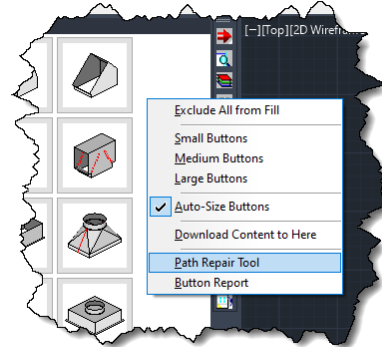 [−][Top][2D Wirefr
Exclude All from Fill
Small Buttons
Medium Buttons
Large Buttons
Auto-Size Buttons
Download Content to Here
Path Repair Tool
Button Report